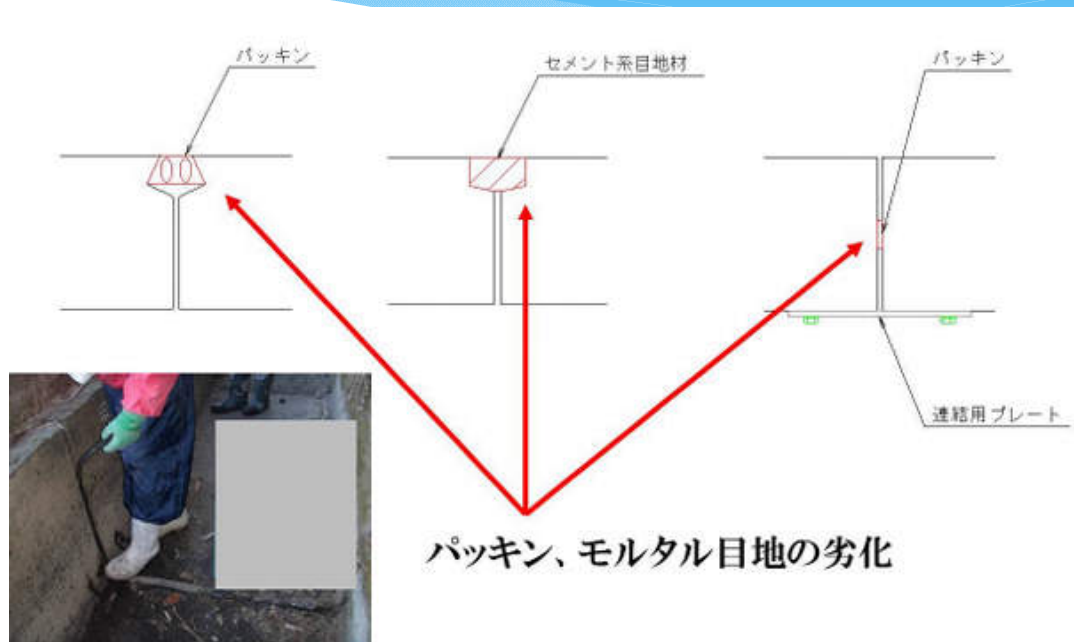 パッキン
セメント系目地材
パッキン
連結用プレート
パッキン、モルタル目地の劣化